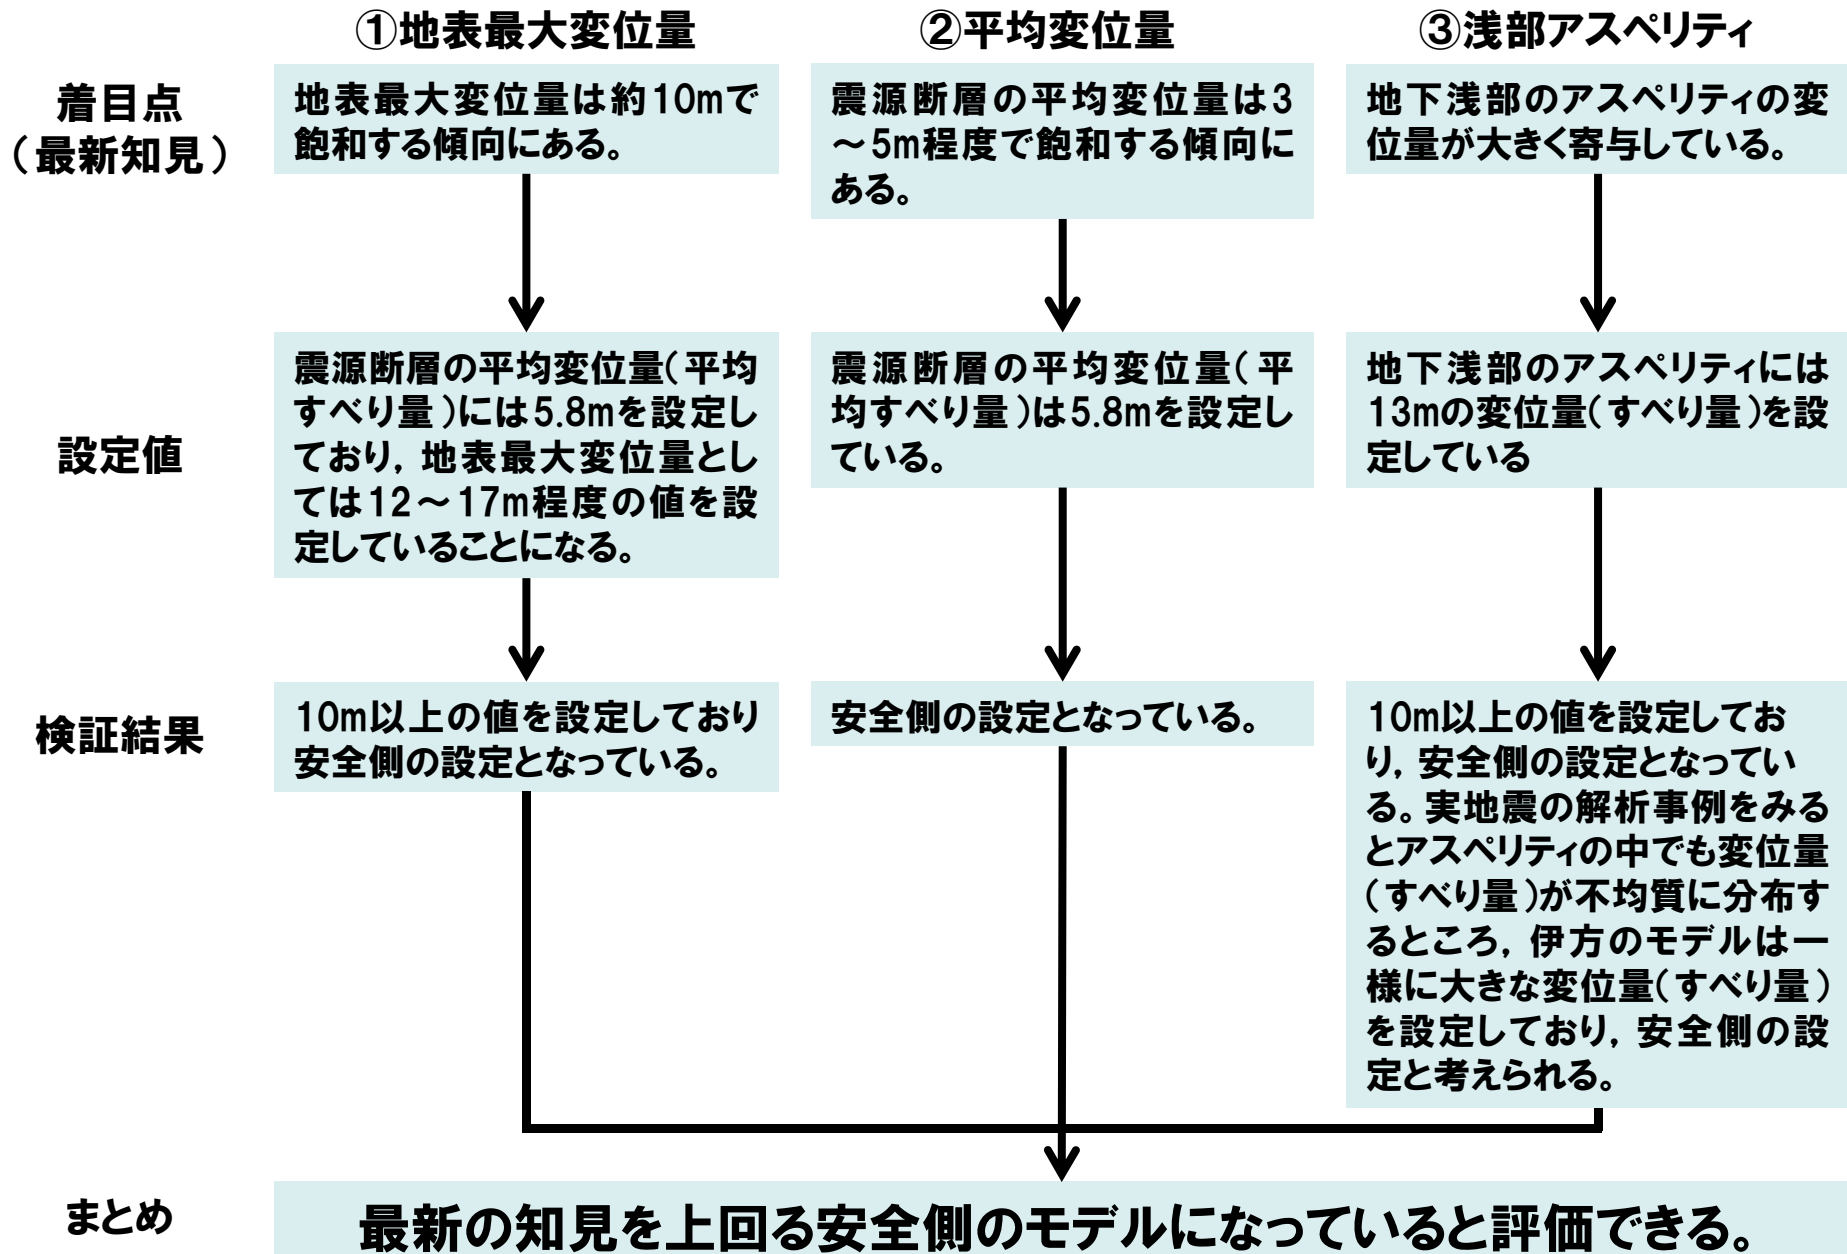 ①地表最大変位量
②平均変位量
③浅部アスペリティ
着目点
（最新知見）
地表最大変位量は約10mで
飽和する傾向にある。
震源断層の平均変位量は3
～5m程度で飽和する傾向に
ある。
地下浅部のアスペリティの変
位量が大きく寄与している。
設定値
震源断層の平均変位量（平均
すべり量）には5.8mを設定し
ており，地表最大変位量とし
ては12～17m程度の値を設
定していることになる。
震源断層の平均変位量（平
均すべり量）は5.8mを設定し
ている。
地下浅部のアスペリティには
13mの変位量（すべり量）を設
定している
検証結果
10m以上の値を設定しており
安全側の設定となっている。
安全側の設定となっている。
10m以上の値を設定してお
り，安全側の設定となってい
る。実地震の解析事例をみる
とアスペリティの中でも変位量
（すべり量）が不均質に分布す
るところ，伊方のモデルは一
様に大きな変位量（すべり量）
を設定しており，安全側の設
定と考えられる。
まとめ
最新の知見を上回る安全側のモデルになっていると評価できる。